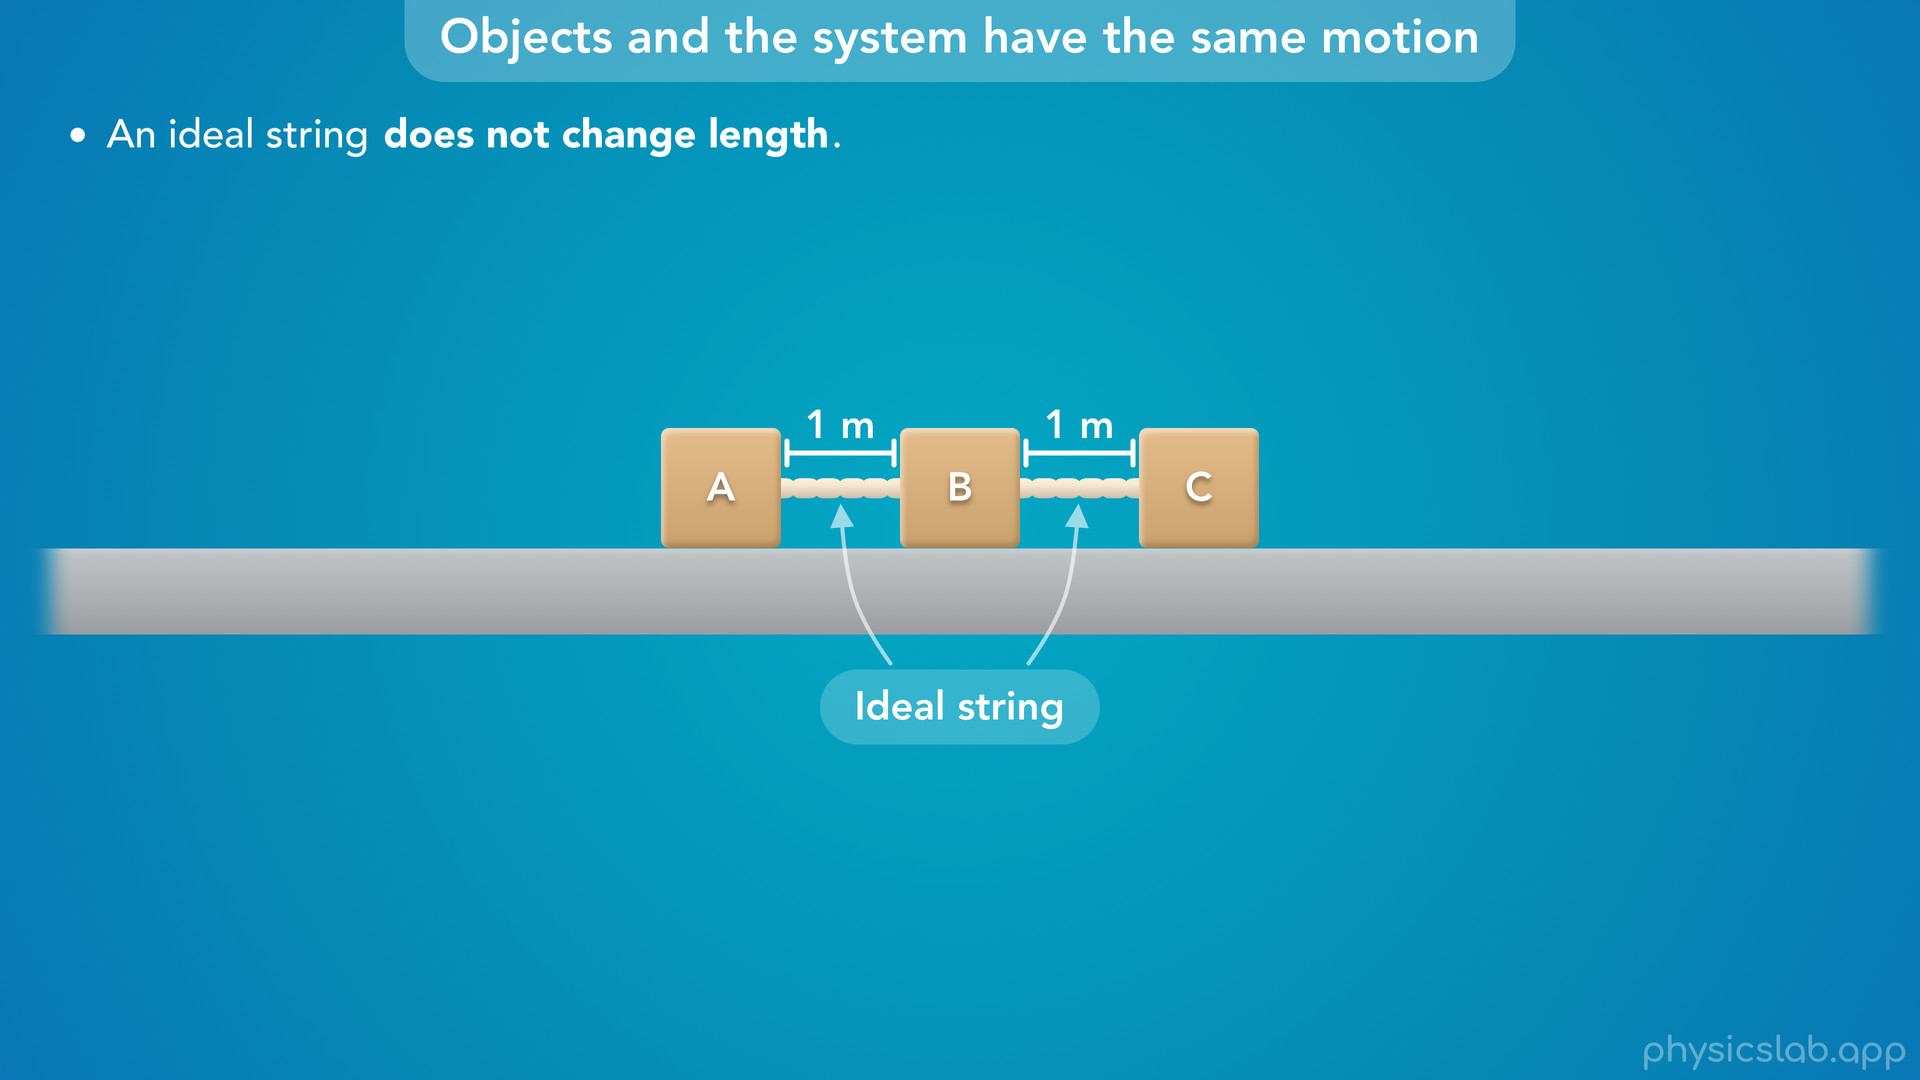 Objects and the system have the same motion
• An ideal string does not change length.
1 m 1 m
A B C
Ideal string
physicslab.app